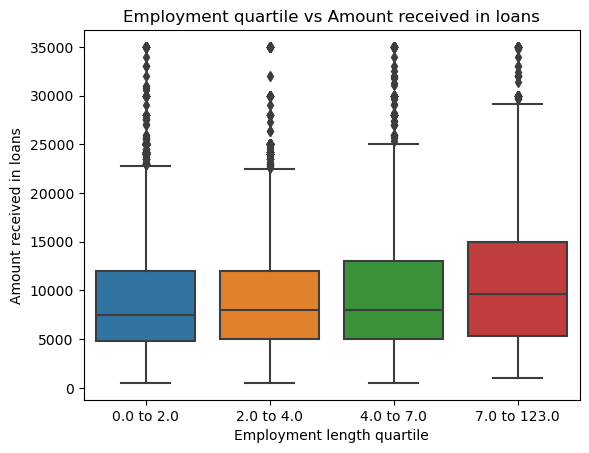 Employment quartile vs Amount received in loans
Amount received in loans
35000
30000
25000
20000
15000
10000
5000
0
0.0 to 2.0
2.0 to 4.0
4.0 to 7.0
7.0 to 123.0
Employment length quartile